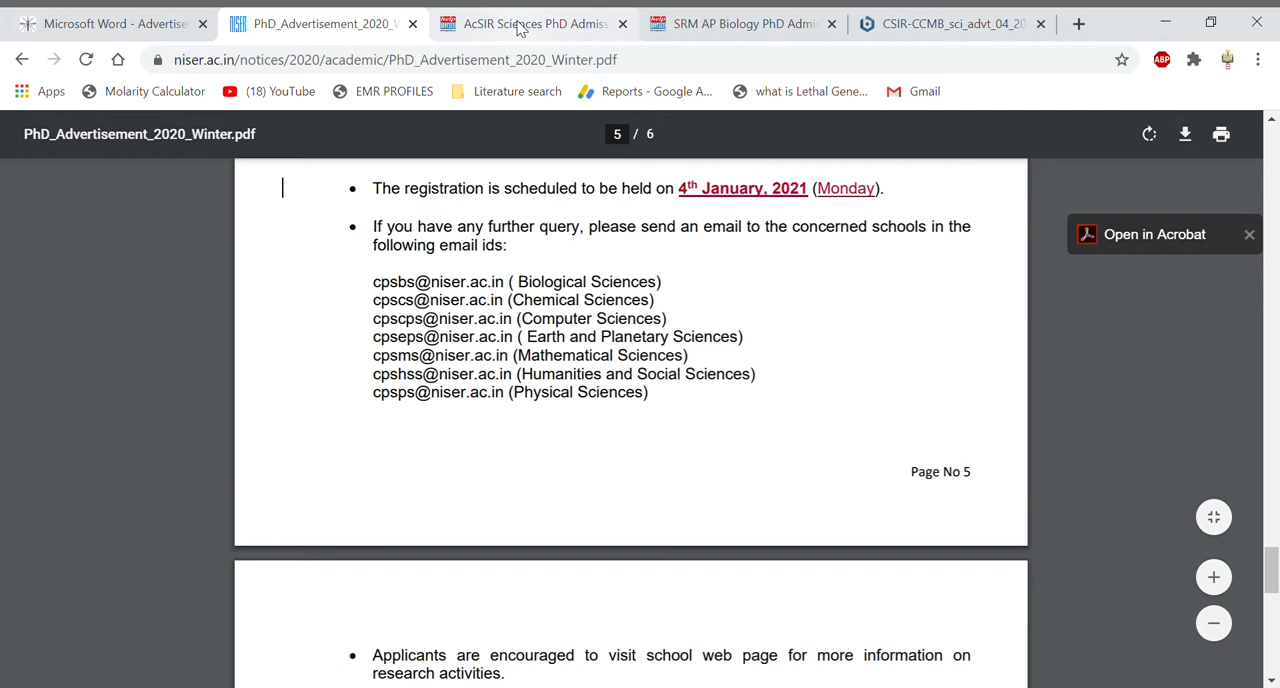 Microsoft Word - Advertise
PhD_Advertisement_2020_W
AcSIR Sciences PhD Admiss
SRM AP Biology PhD Admi
CSIR-CCMB_sci_advt_04_20
niser.ac.in/notices/2020/academic/PhD_Advertisement_2020_Winter.pdf
ABP
Apps
Molarity Calculator
(18) YouTube
EMR PROFILES
Literature search
Reports - Google A...
what is Lethal Gene...
Gmail
PhD_Advertisement_2020_Winter.pdf
5 / 6
Open in Acrobat
• The registration is scheduled to be held on 4th January, 2021 (Monday).
• If you have any further query, please send an email to the concerned schools in the
following email ids:
cpsbs@niser.ac.in ( Biological Sciences)
cpscs@niser.ac.in (Chemical Sciences)
cpscps@niser.ac.in (Computer Sciences)
cpseps@niser.ac.in ( Earth and Planetary Sciences)
cpsms@niser.ac.in (Mathematical Sciences)
cpshss@niser.ac.in (Humanities and Social Sciences)
cpsps@niser.ac.in (Physical Sciences)
Page No 5
• Applicants are encouraged to visit school web page for more information on
research activities.